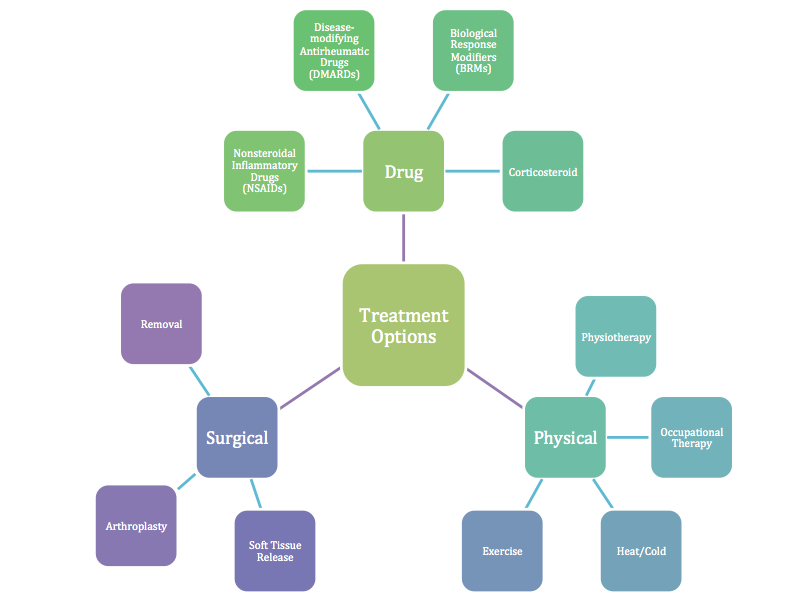 Disease-
modifying
Antirheumatic
Drugs
(DMARDs)
Biological
Response
Modifiers
(BRMs)
Nonsteroidal
Inflammatory
Drugs
(NSAIDs)
Drug
Corticosteroid
Treatment
Options
Removal
Physiotherapy
Surgical
Physical
Occupational
Therapy
Arthroplasty
Soft Tissue
Release
Exercise
Heat/Cold